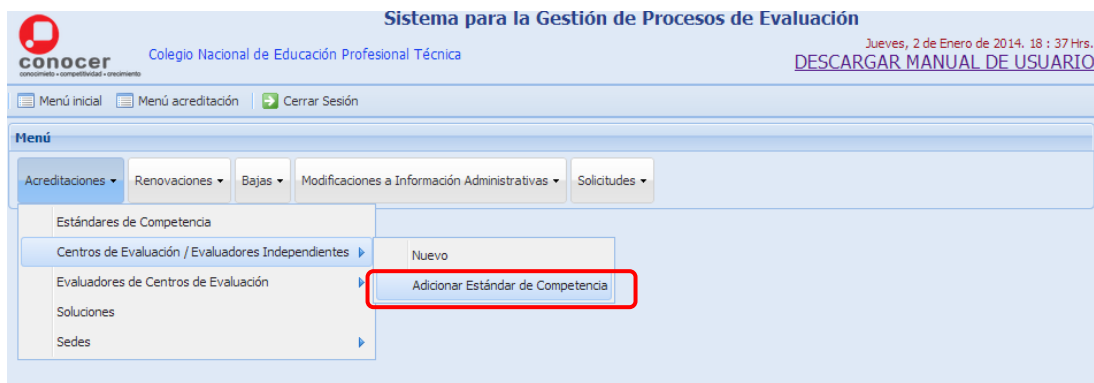 Sistema para la Gestión de Procesos de Evaluación
conocer
conocimiento • competitividad • crecimiento
Colegio Nacional de Educación Profesional Técnica
Jueves, 2 de Enero de 2014. 18 : 37 Hrs.
DESCARGAR MANUAL DE USUARIO
Menú inicial Menú acreditación Cerrar Sesión
Menú
Acreditaciones Renovaciones Bajas Modificaciones a Información Administrativas Solicitudes
Estándares de Competencia
Centros de Evaluación / Evaluadores Independientes
Nuevo
Adicionar Estándar de Competencia
Evaluadores de Centros de Evaluación
Soluciones
Sedes